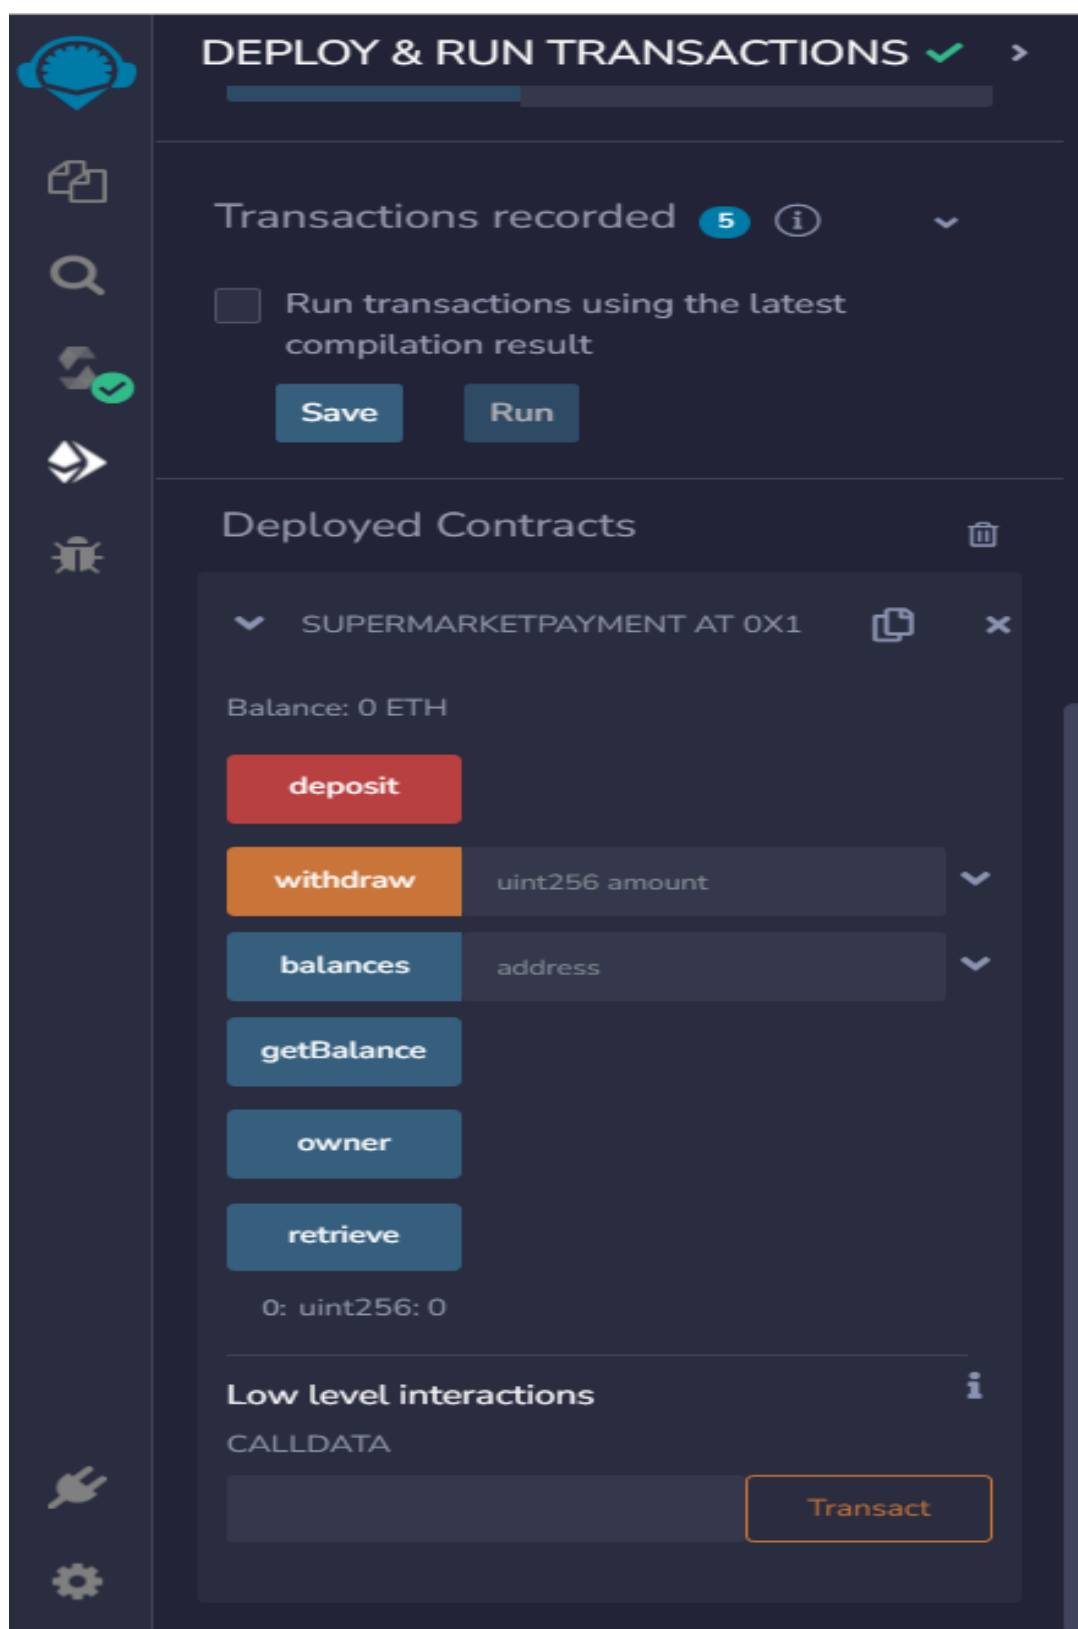 DEPLOY & RUN TRANSACTIONS
Transactions recorded 5
Run transactions using the latest
compilation result
Save Run
Deployed Contracts
SUPERMARKETPAYMENT AT 0X1
Balance: 0 ETH
deposit
withdraw uint256 amount
balances address
getBalance
owner
retrieve
0: uint256: 0
Low level interactions
CALLDATA
Transact